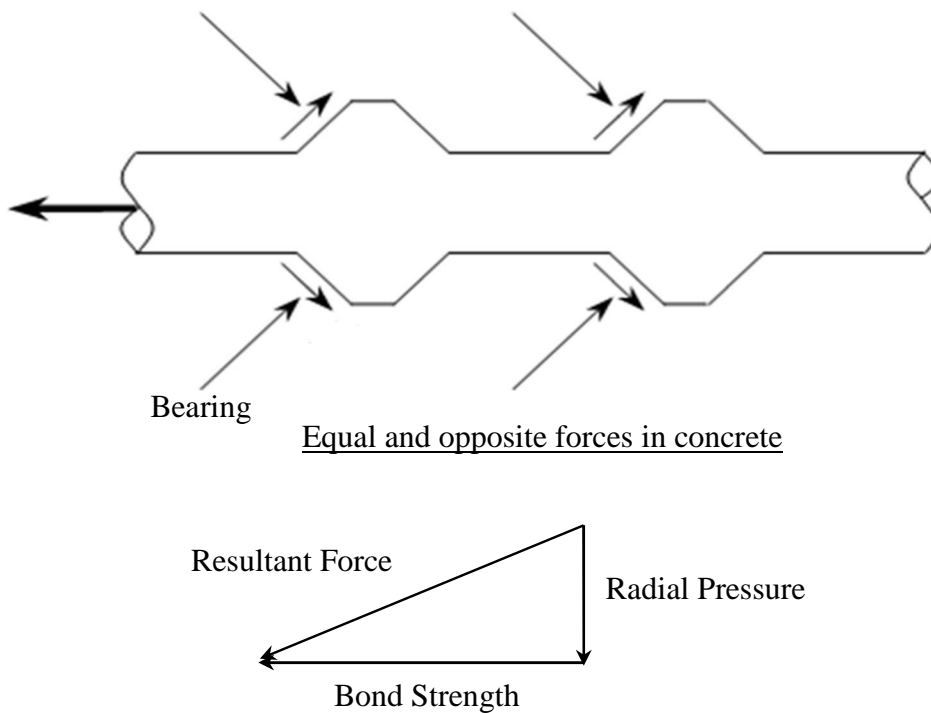 Bearing
Equal and opposite forces in concrete
Resultant Force
Radial Pressure
Bond Strength